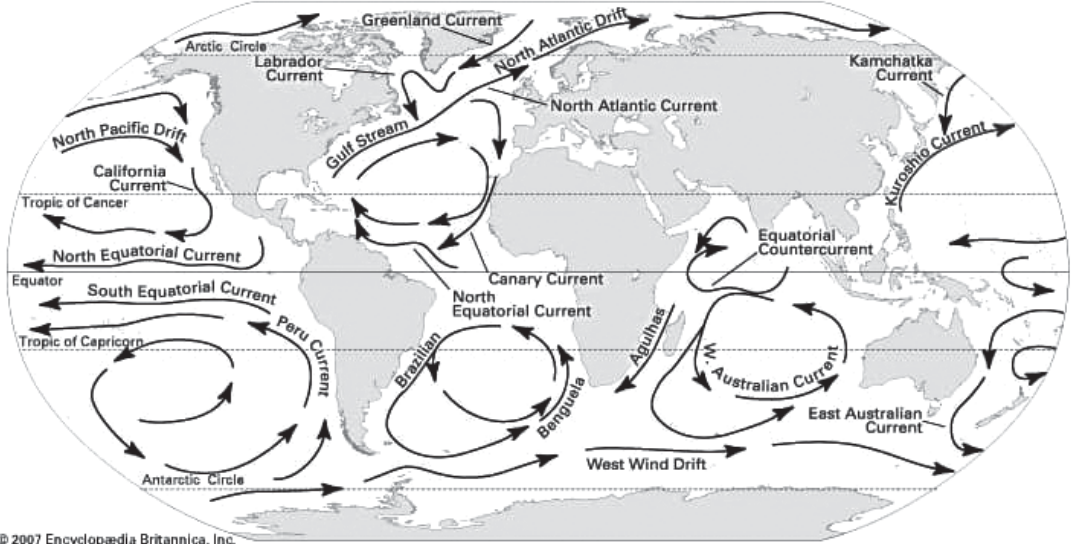 Greenland Current
North Atlantic Drift
Arctic Circle
Labrador
Current
Kamchatka
Current
North Atlantic Current
North Pacific Drift
Gulf Stream
Kuroshio Current
California
Current
Tropic of Cancer
Equatorial
Countercurrent
North Equatorial Current
Equator
Canary Current
South Equatorial Current
North
Equatorial Current
Peru Current
Tropic of Capricorn
Brazilian
Agulhas
W. Australian Current
Benguela
East Australian
Current
West Wind Drift
Antarctic Circle
© 2007 Encyclopædia Britannica, Inc.